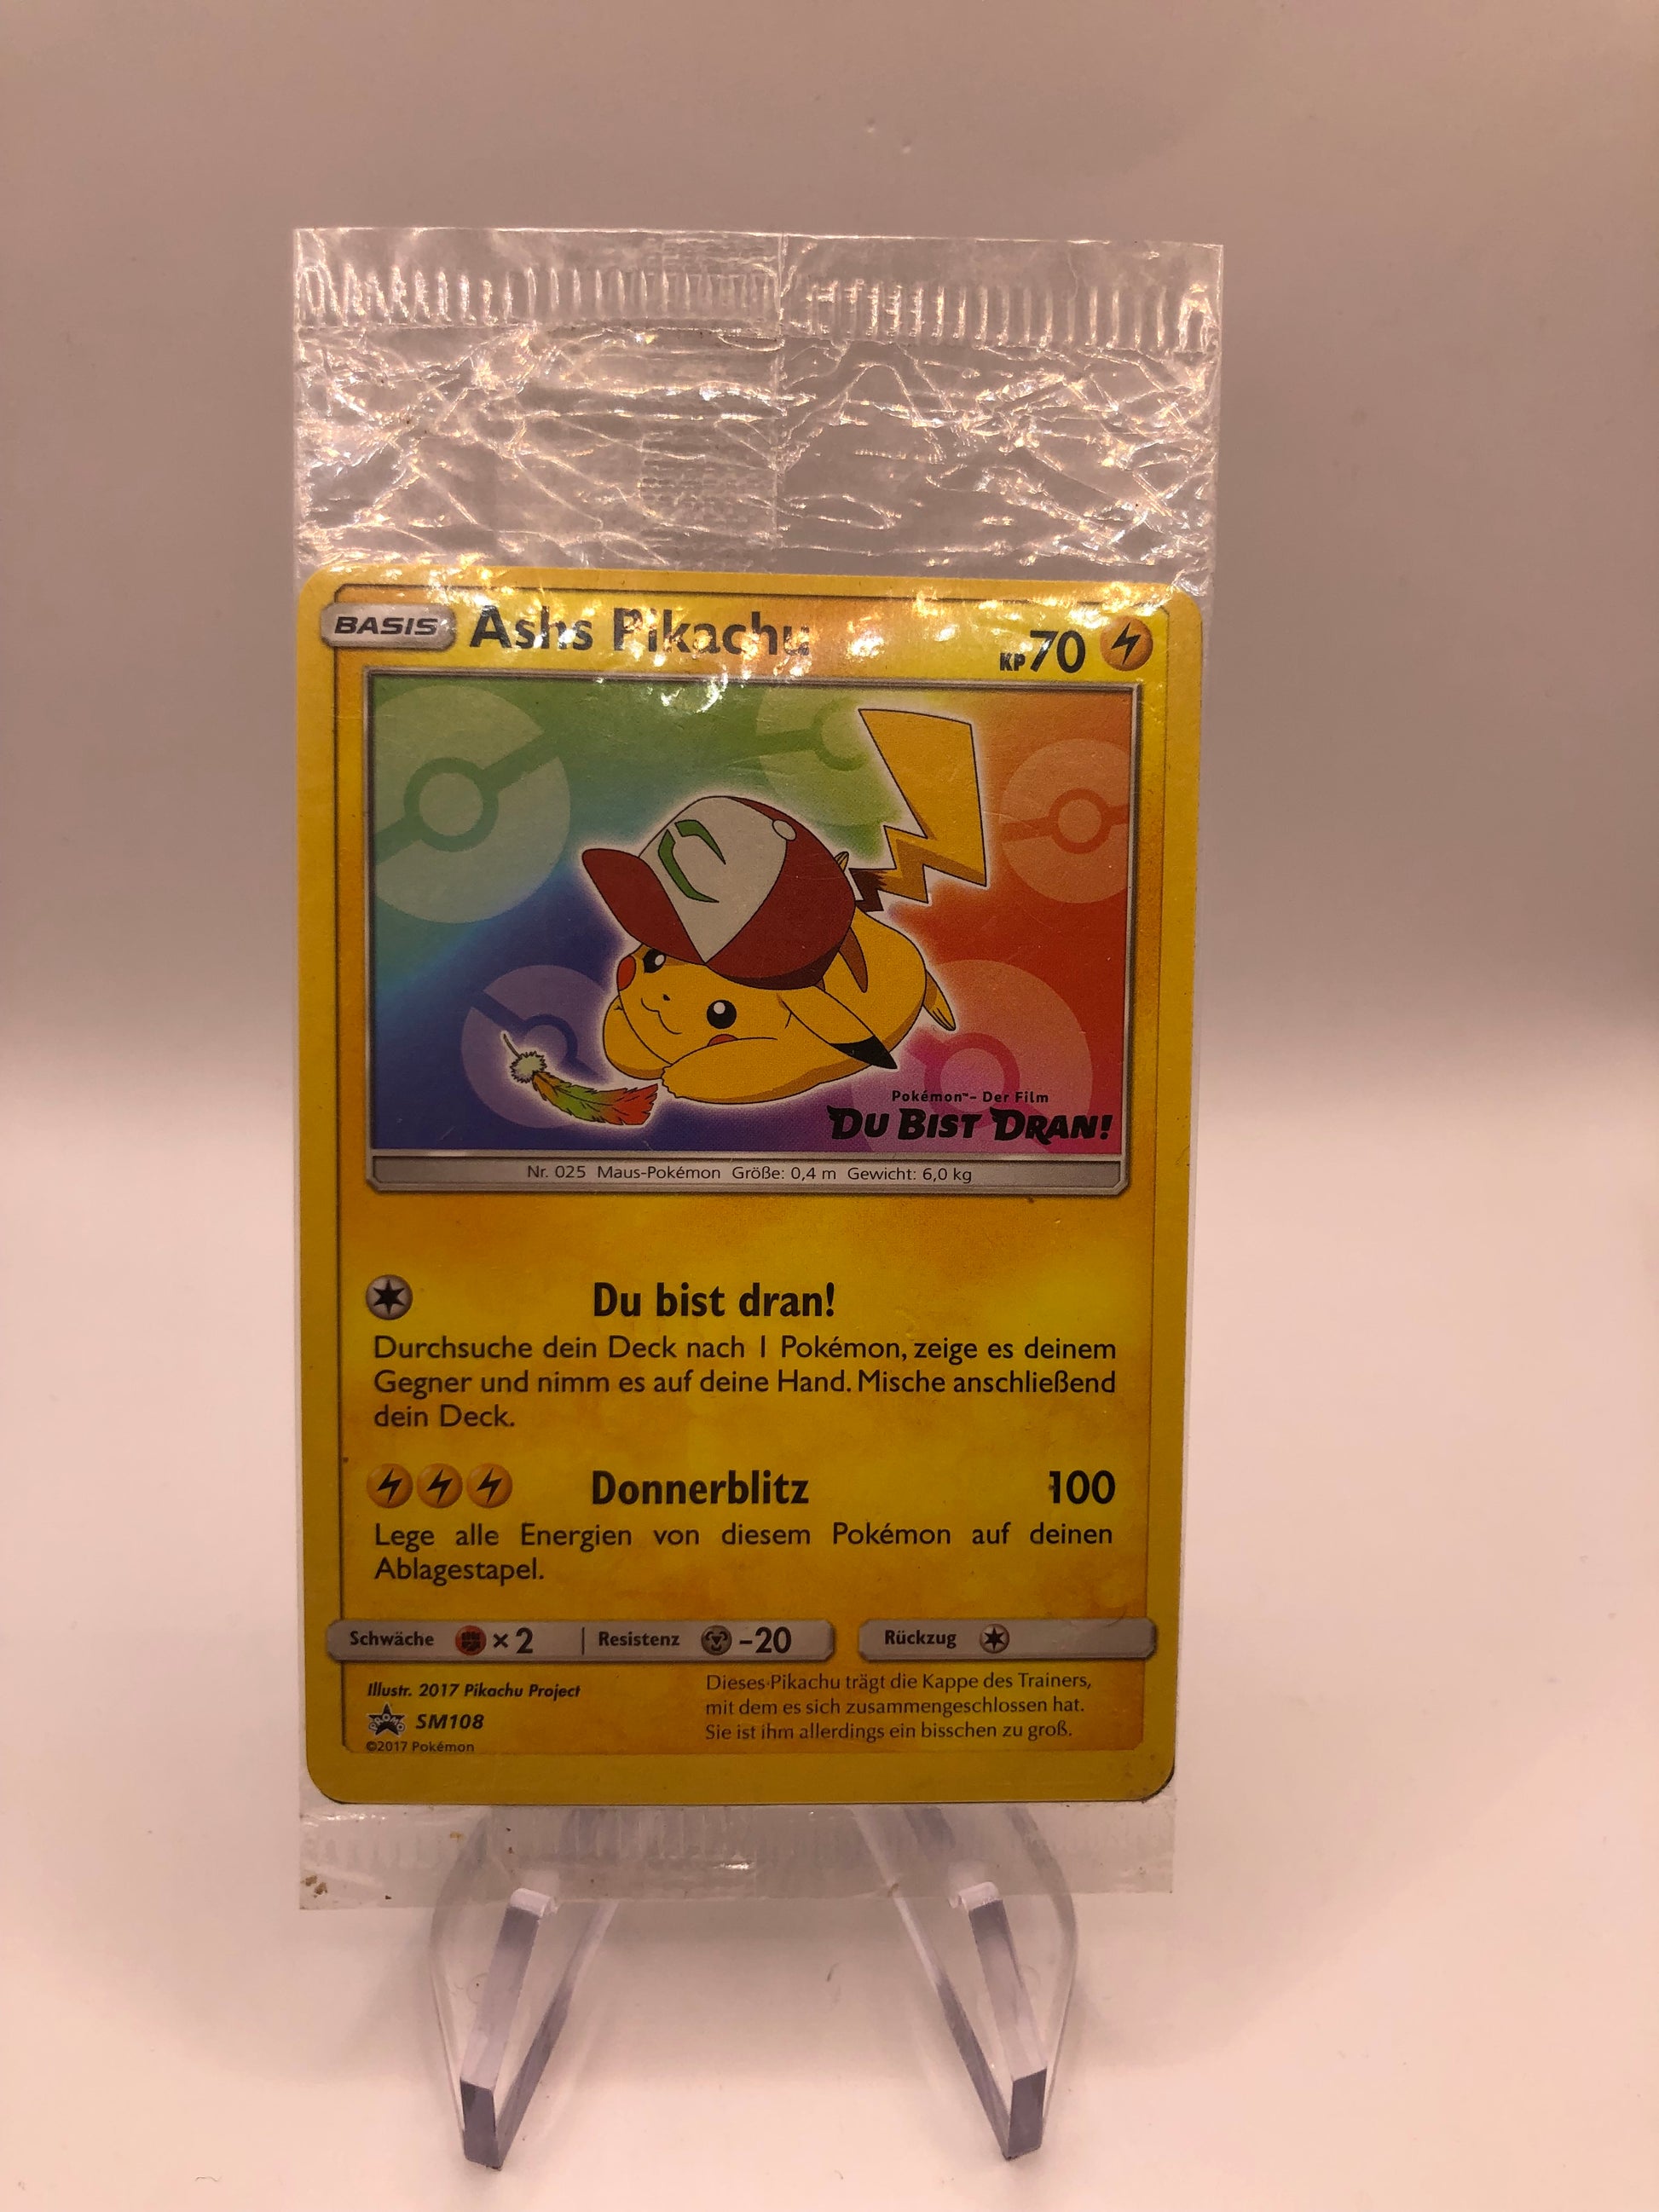 BASIS Ashs Pikachu KP70
Pokémon™– Der Film
DU BIST DRAN!
Nr. 025 Maus-Pokémon Größe: 0,4 m Gewicht: 6,0 kg
Du bist dran!
Durchsuche dein Deck nach 1 Pokémon, zeige es deinem
Gegner und nimm es auf deine Hand. Mische anschließend
dein Deck.
Donnerblitz 100
Lege alle Energien von diesem Pokémon auf deinen
Ablagestapel.
Schwäche ×2 Resistenz –20 Rückzug
Illustr. 2017 Pikachu Project
PROMO SM108
©2017 Pokémon
Dieses Pikachu trägt die Kappe des Trainers,
mit dem es sich zusammengeschlossen hat.
Sie ist ihm allerdings ein bisschen zu groß.